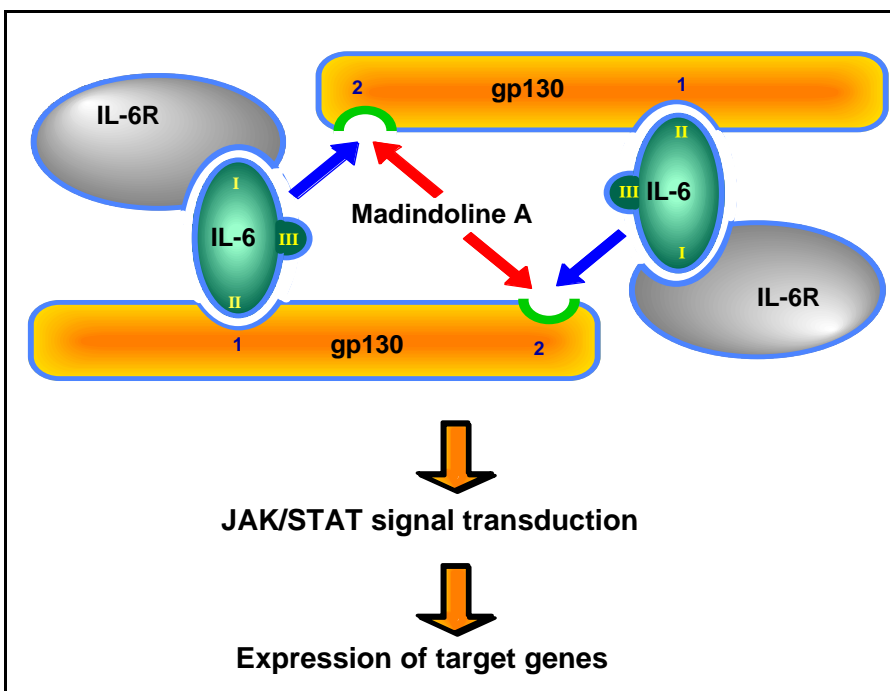 2 gp130 1
IL-6R
II
I
III IL-6
Madindoline A
IL-6 III
I
II
IL-6R
1 gp130 2
JAK/STAT signal transduction
Expression of target genes